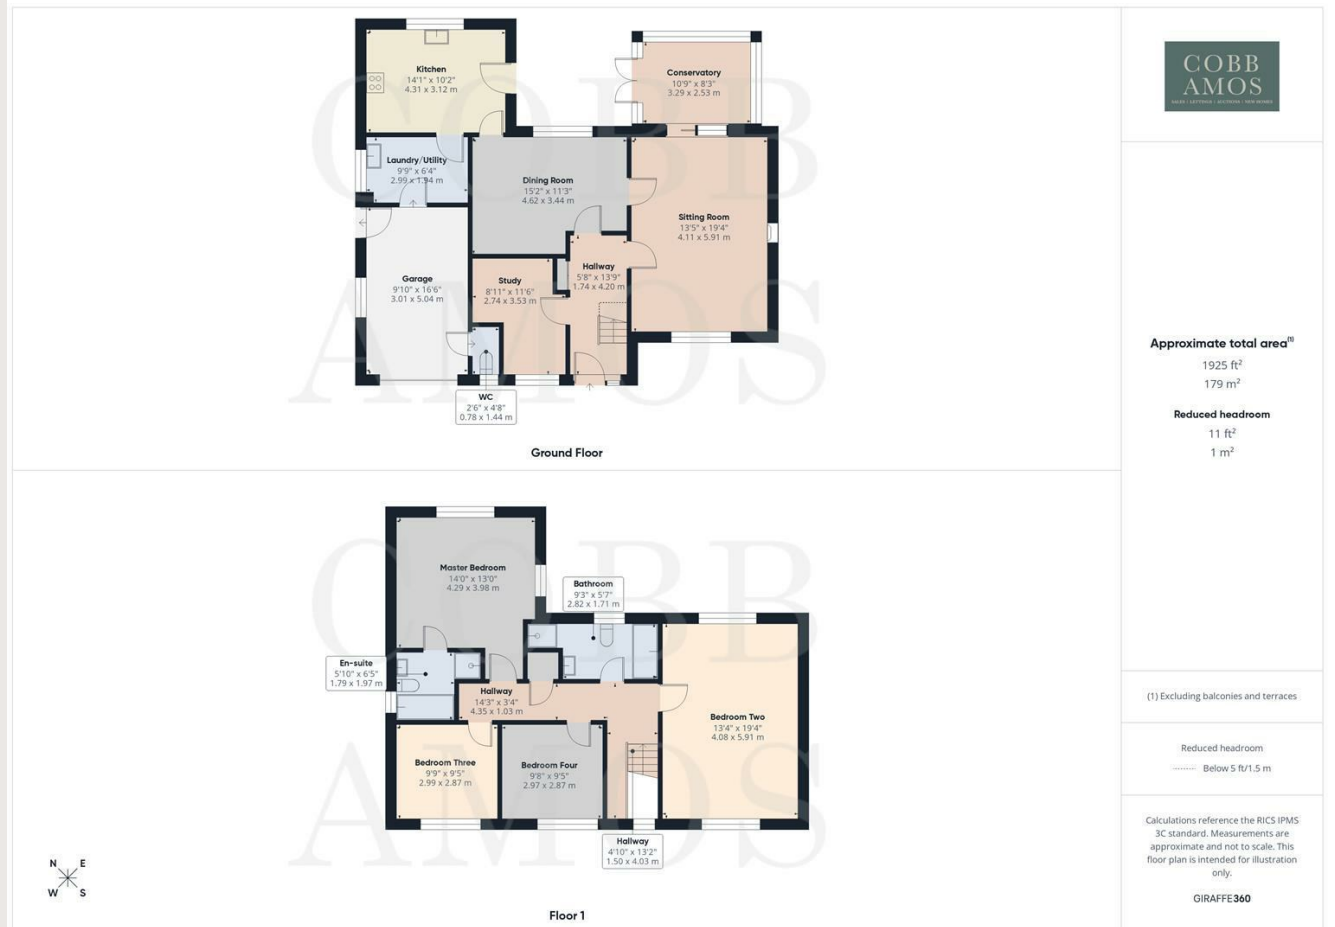 Kitchen
14'1" x 10'2"
4.31 x 3.12 m
Conservatory
10'9" x 8'3"
3.29 x 2.53 m
Laundry/Utility
9'9" x 6'4"
2.99 x 1.94 m
Dining Room
15'2" x 11'3"
4.62 x 3.44 m
Sitting Room
13'5" x 19'4"
4.11 x 5.91 m
Garage
9'10" x 16'6"
3.01 x 5.04 m
Study
8'11" x 11'6"
2.74 x 3.53 m
Hallway
5'8" x 13'9"
1.74 x 4.20 m
WC
2'6" x 4'8"
0.78 x 1.44 m
Ground Floor
COBB
AMOS
Master Bedroom
14'0" x 13'0"
4.29 x 3.98 m
Bathroom
9'3" x 5'7"
2.82 x 1.71 m
En-suite
5'10" x 6'5"
1.79 x 1.97 m
Hallway
14'3" x 3'4"
4.35 x 1.03 m
Bedroom Two
13'4" x 19'4"
4.08 x 5.91 m
Bedroom Three
9'9" x 9'5"
2.99 x 2.87 m
Bedroom Four
9'8" x 9'5"
2.97 x 2.87 m
Hallway
4'10" x 13'2"
1.50 x 4.03 m
Floor 1
COBB
AMOS
N E
W S
COBB
AMOS
SALES | LETTINGS | AUCTIONS | NEW HOMES
Approximate total area(1)
1925 ft²
179 m²
Reduced headroom
11 ft²
1 m²
(1) Excluding balconies and terraces
Reduced headroom
Below 5 ft/1.5 m
Calculations reference the RICS IPMS
3C standard. Measurements are
approximate and not to scale. This
floor plan is intended for illustration
only.
GIRAFFE360